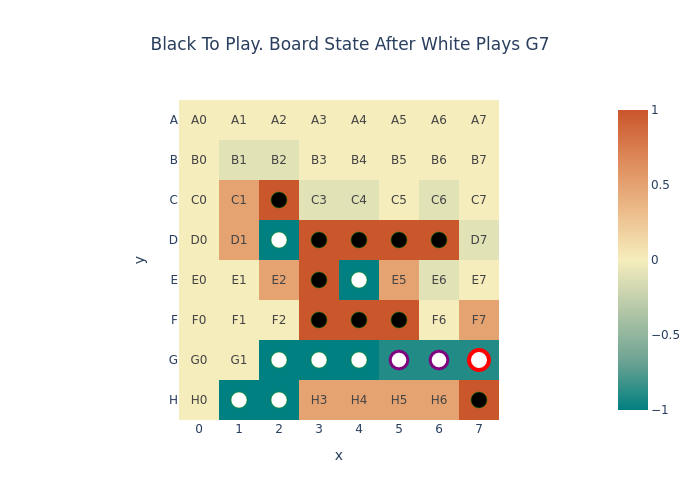 Black To Play. Board State After White Plays G7
A A0 A1 A2 A3 A4 A5 A6 A7
B B0 B1 B2 B3 B4 B5 B6 B7
C C0 C1 C3 C4 C5 C6 C7
D D0 D1 D7
E E0 E1 E2 E5 E6 E7
F F0 F1 F2 F6 F7
G G0 G1
H H0 H3 H4 H5 H6
0 1 2 3 4 5 6 7
x
y
1
0.5
0
−0.5
−1